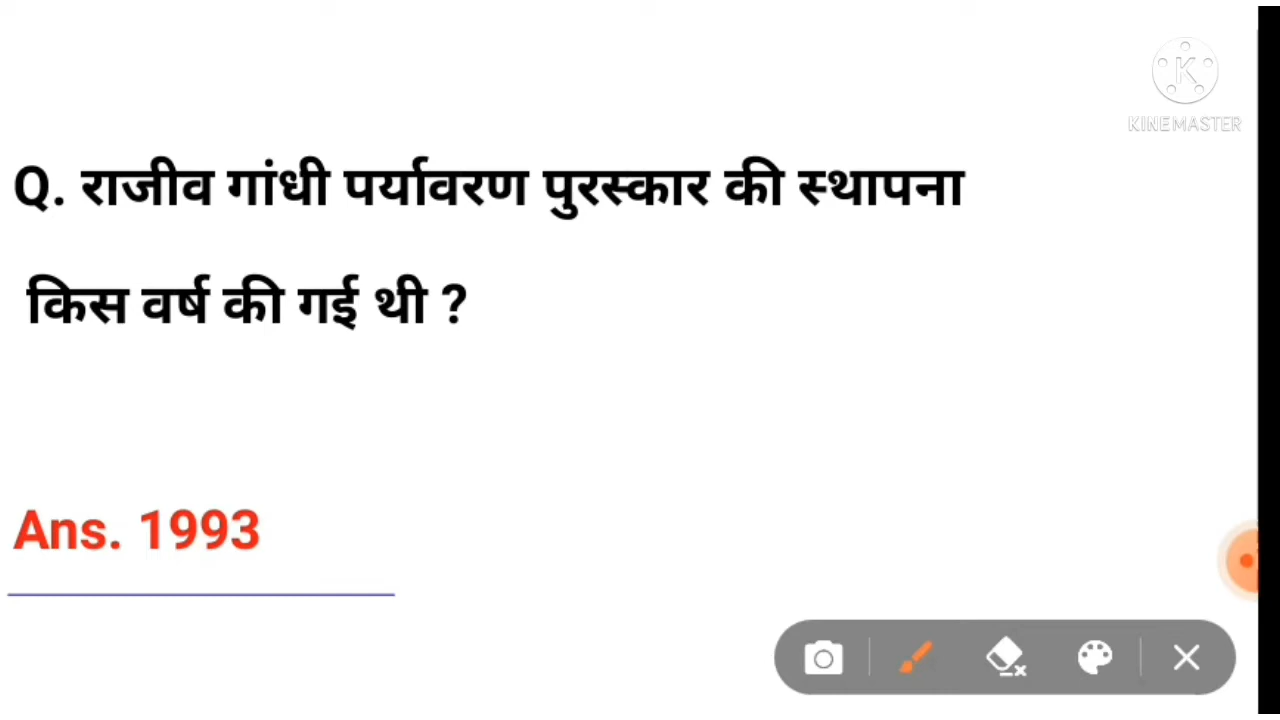 KINEMASTER
Q. राजीव गांधी पर्यावरण पुरस्कार की स्थापना
किस वर्ष की गई थी ?
Ans. 1993